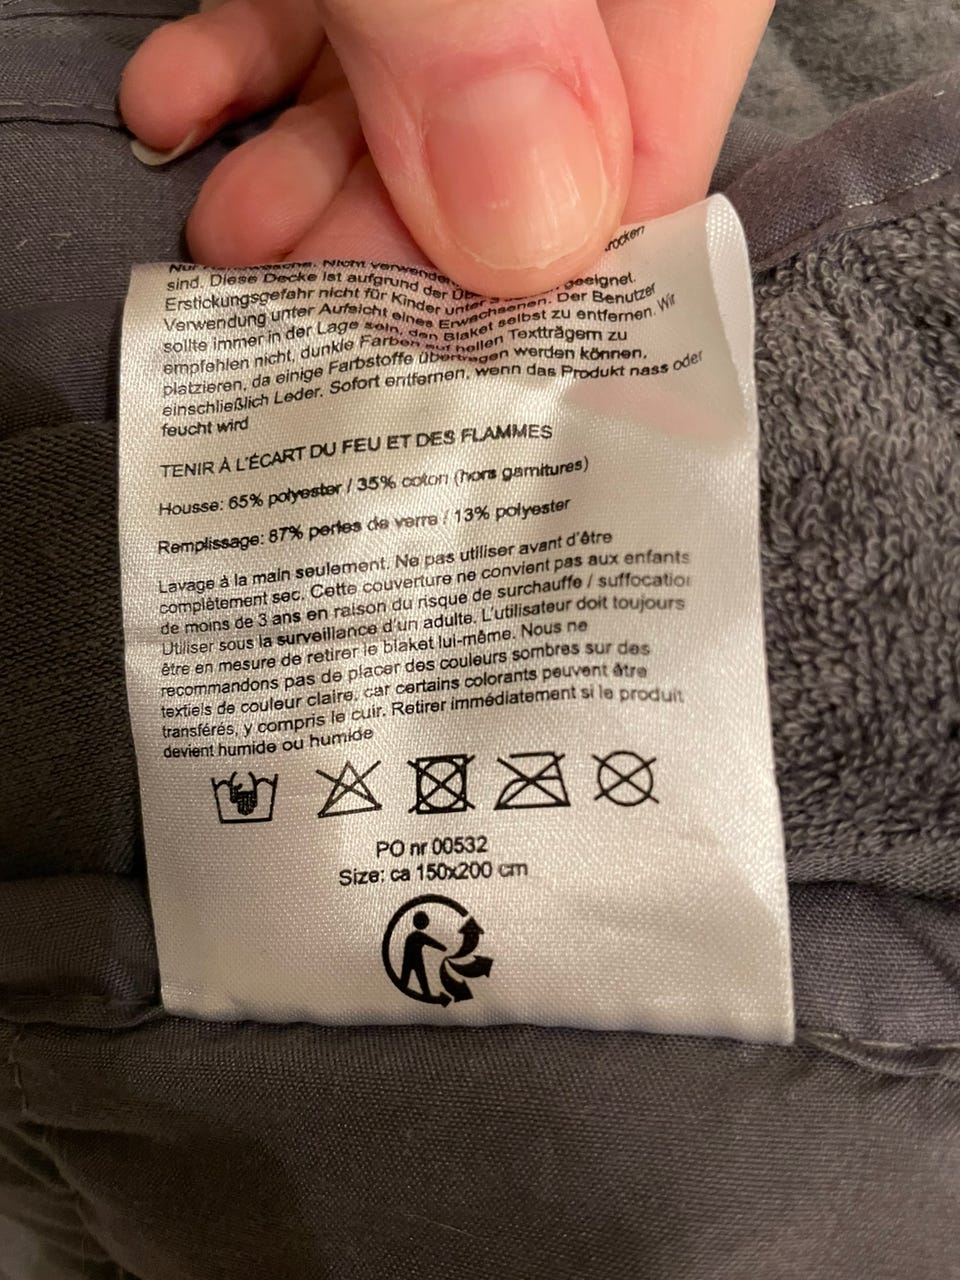 sind. Diese Decke ist aufgrund der geeignet.
Erstickungsgefahr nicht für Kinder unter
Verwendung unter Aufsicht eines Erwachsenen. Der Benutzer
sollte immer in der Lage sein, den Blaket selbst zu entfernen. Wir
empfehlen nicht, dunkle Farben auf hellen Textträgern zu
platzieren, da einige Farbstoffe übertragen werden können,
einschließlich Leder. Sofort entfernen, wenn das Produkt nass oder
feucht wird
TENIR À L'ÉCART DU FEU ET DES FLAMMES
Housse: 65% polyester / 35% coton (hors garnitures)
Remplissage: 87% perles de verre / 13% polyester
Lavage à la main seulement. Ne pas utiliser avant d'être
complètement sec. Cette couverture ne convient pas aux enfants
de moins de 3 ans en raison du risque de surchauffe / suffocatio
Utiliser sous la surveillance d'un adulte. L'utilisateur doit toujours
être en mesure de retirer le blaket lui-même. Nous ne
recommandons pas de placer des couleurs sombres sur des
textiels de couleur claire, car certains colorants peuvent être
transférés, y compris le cuir. Retirer immédiatement si le produit
devient humide ou humide
PO nr 00532
Size: ca 150x200 cm